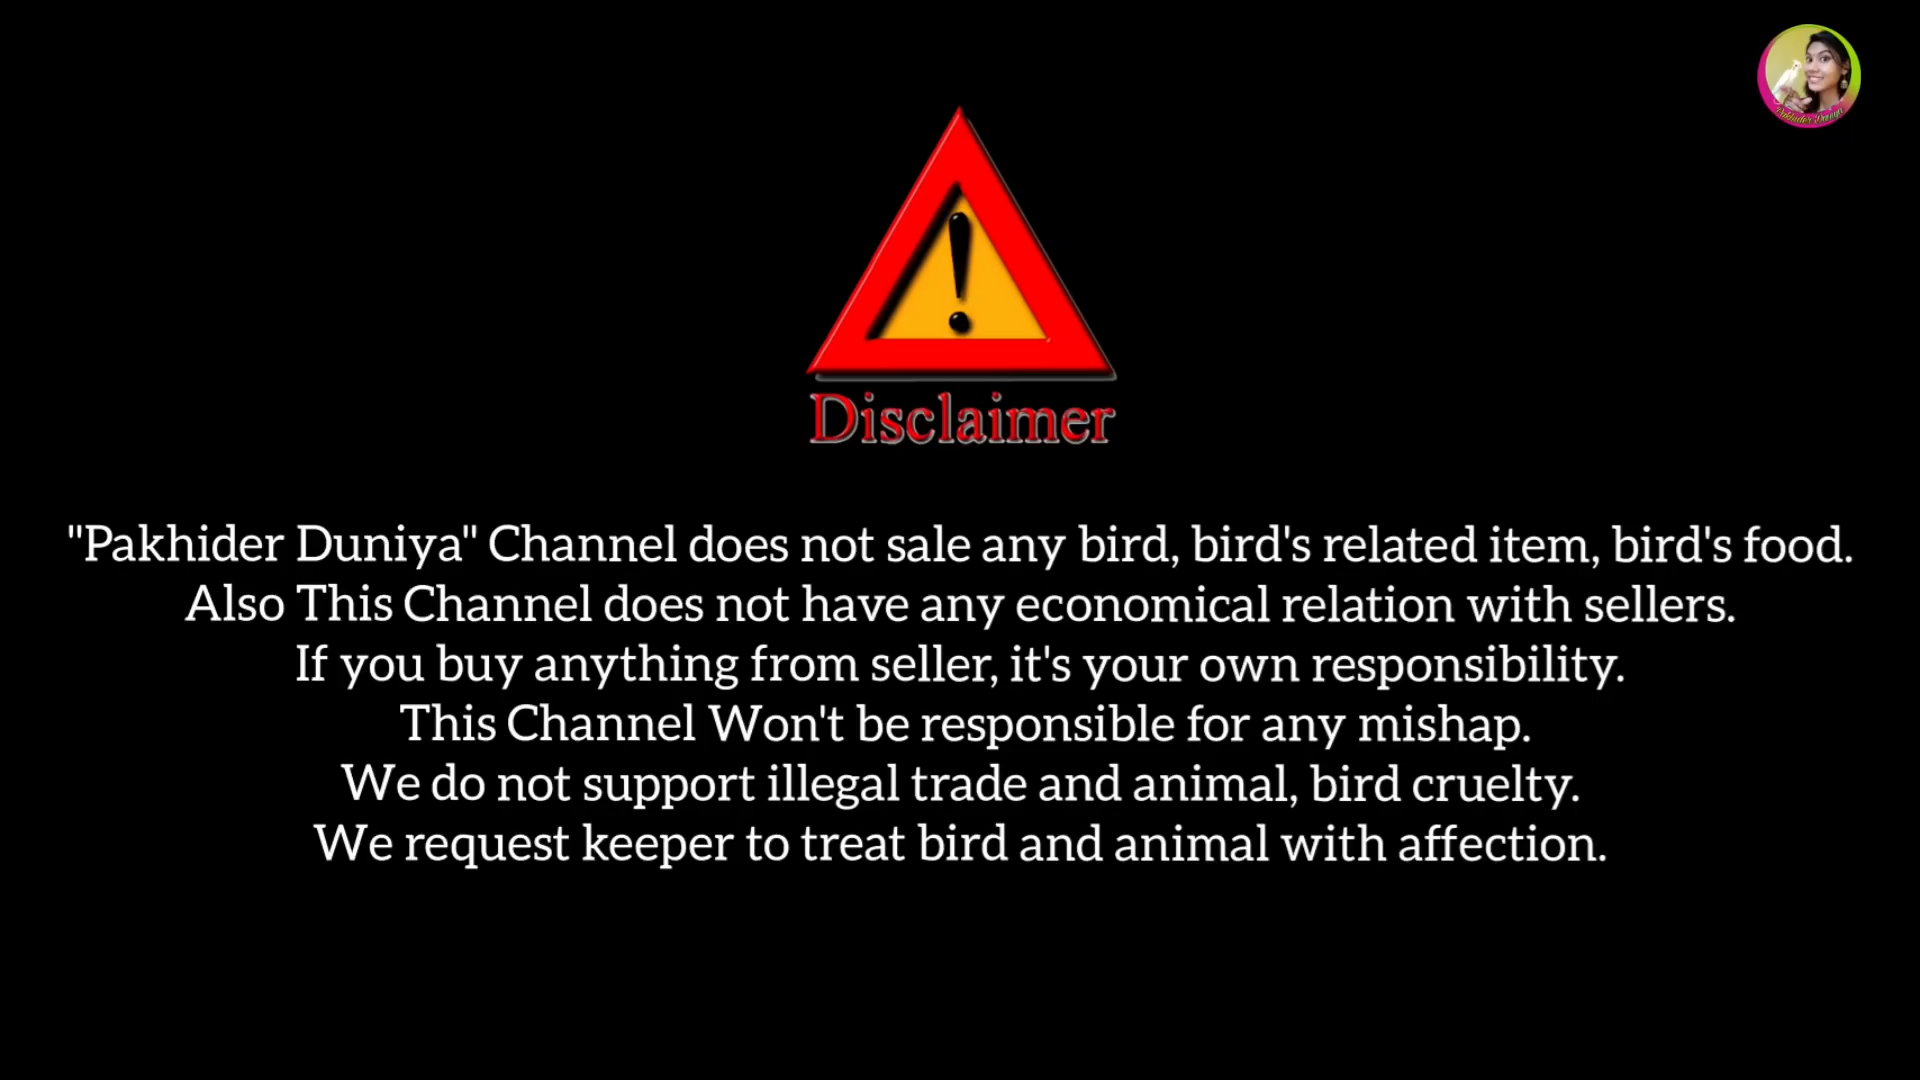 Pakhider Duniya
Disclaimer
"Pakhider Duniya" Channel does not sale any bird, bird's related item, bird's food.
Also This Channel does not have any economical relation with sellers.
If you buy anything from seller, it's your own responsibility.
This Channel Won't be responsible for any mishap.
We do not support illegal trade and animal, bird cruelty.
We request keeper to treat bird and animal with affection.